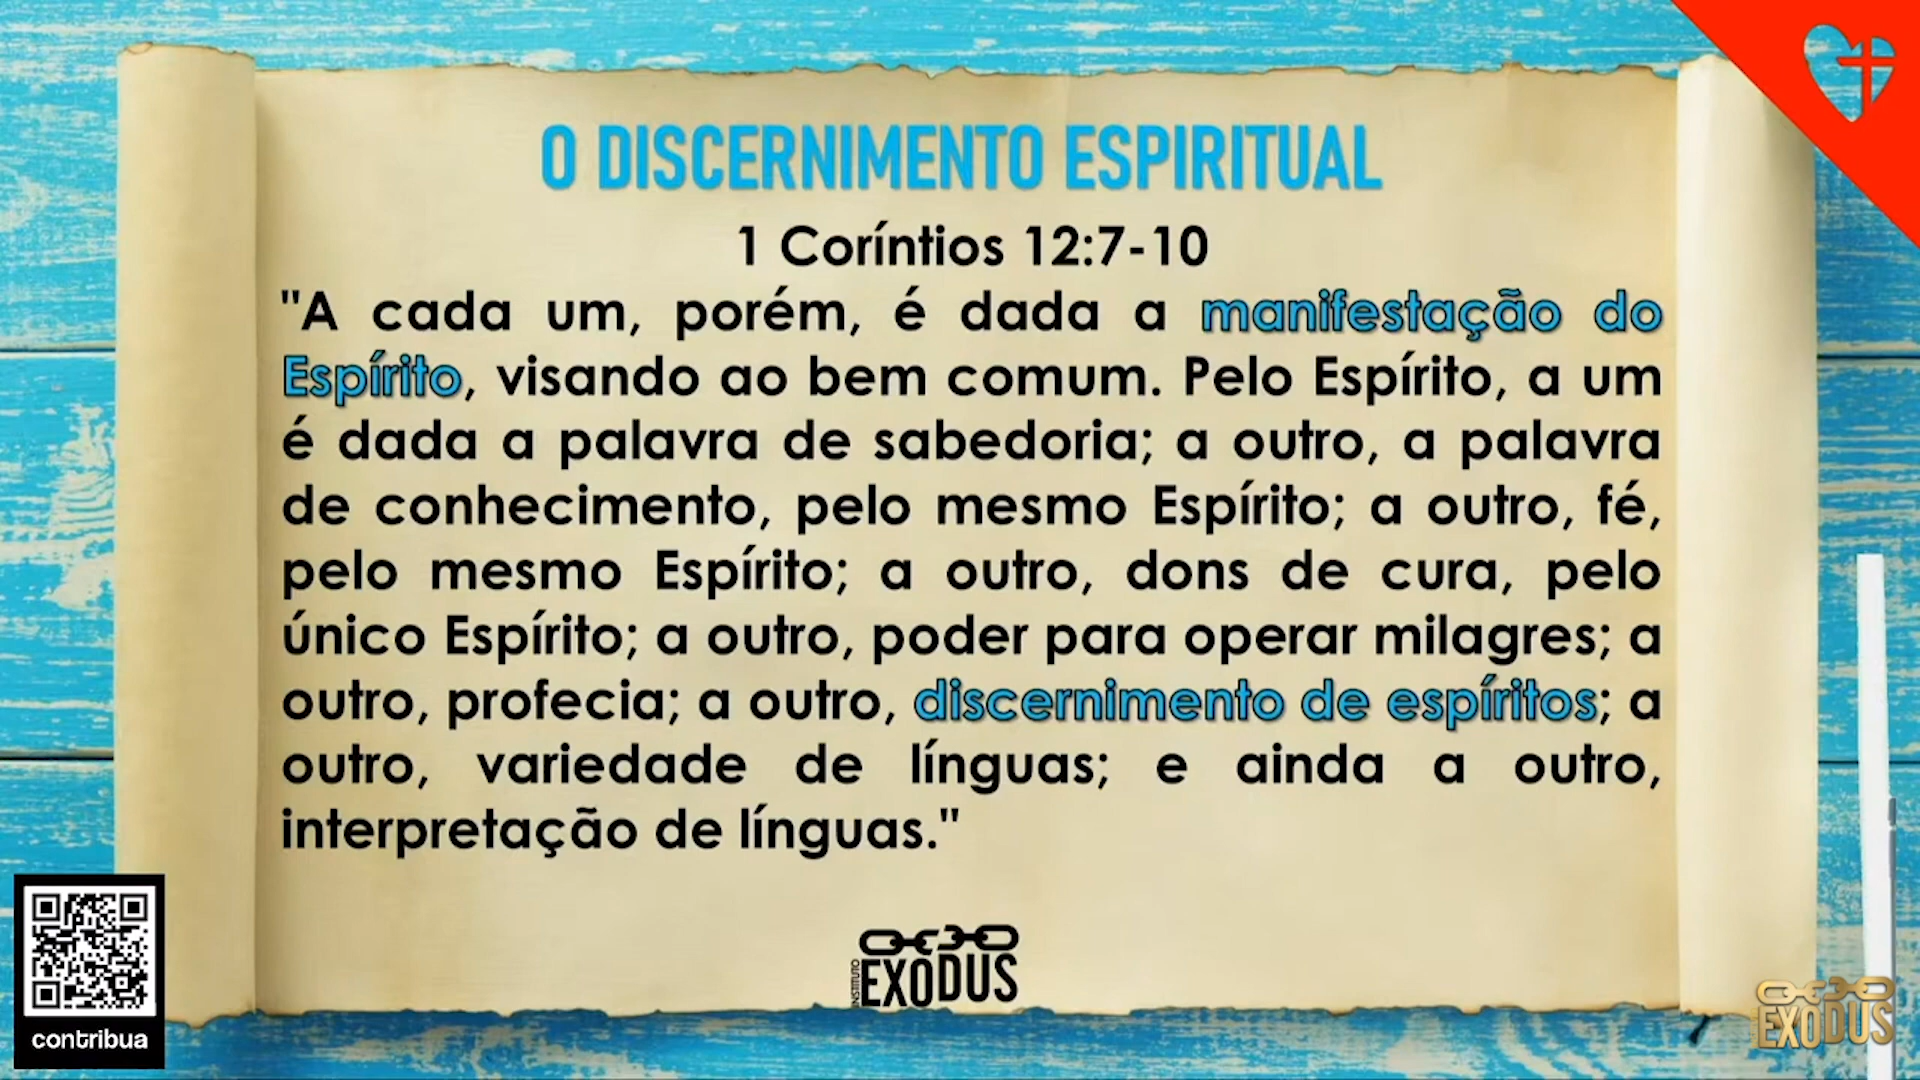 O DISCERNIMENTO ESPIRITUAL
1 Coríntios 12:7-10
"A cada um, porém, é dada a manifestação do
Espírito, visando ao bem comum. Pelo Espírito, a um
é dada a palavra de sabedoria; a outro, a palavra
de conhecimento, pelo mesmo Espírito; a outro, fé,
pelo mesmo Espírito; a outro, dons de cura, pelo
único Espírito; a outro, poder para operar milagres; a
outro, profecia; a outro, discernimento de espíritos; a
outro, variedade de línguas; e ainda a outro,
interpretação de línguas."
INSTITUTO
EXODUS
contribua
EXODUS